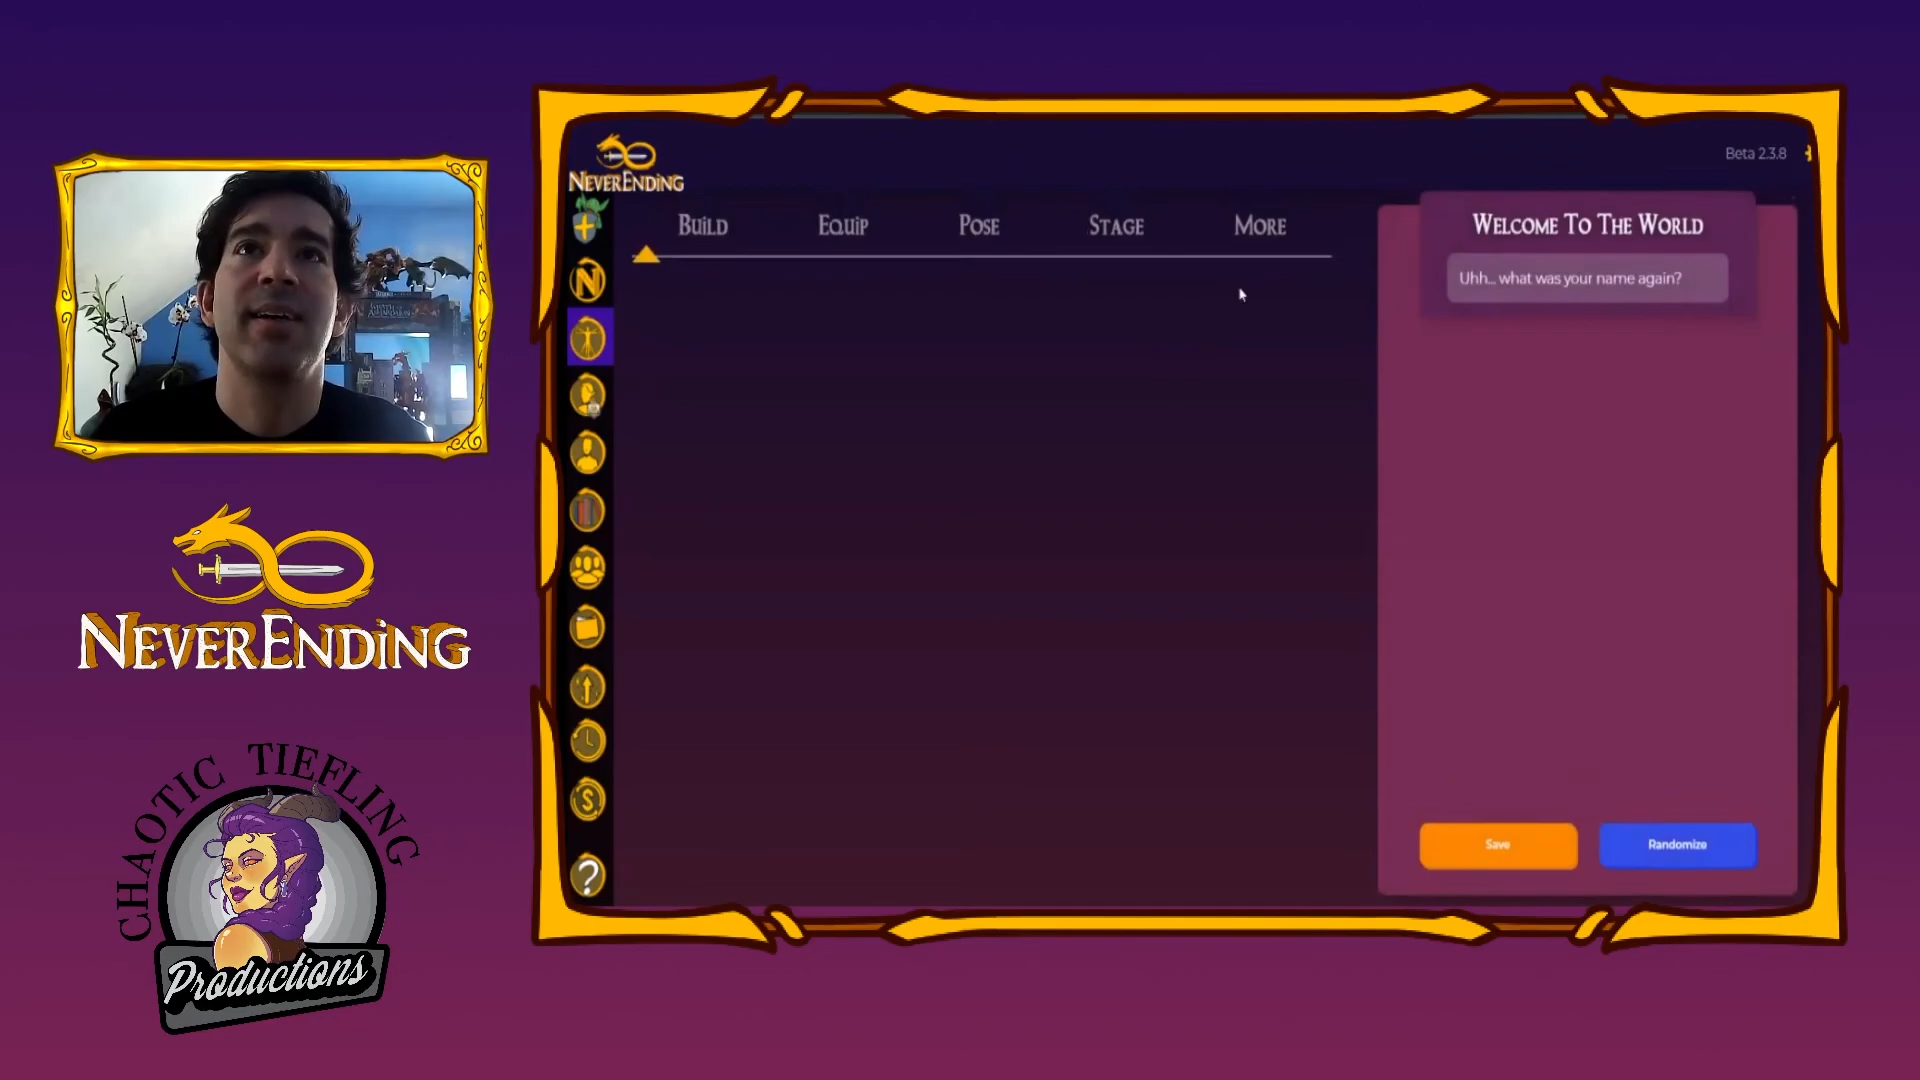 NEVERENDING
Beta 2.3.8
BUILD
EQUIP
POSE
STAGE
MORE
WELCOME TO THE WORLD
Uhh... what was your name again?
N
$
?
Save
Randomize
NEVERENDING
CHAOTIC TIEFLING
Productions